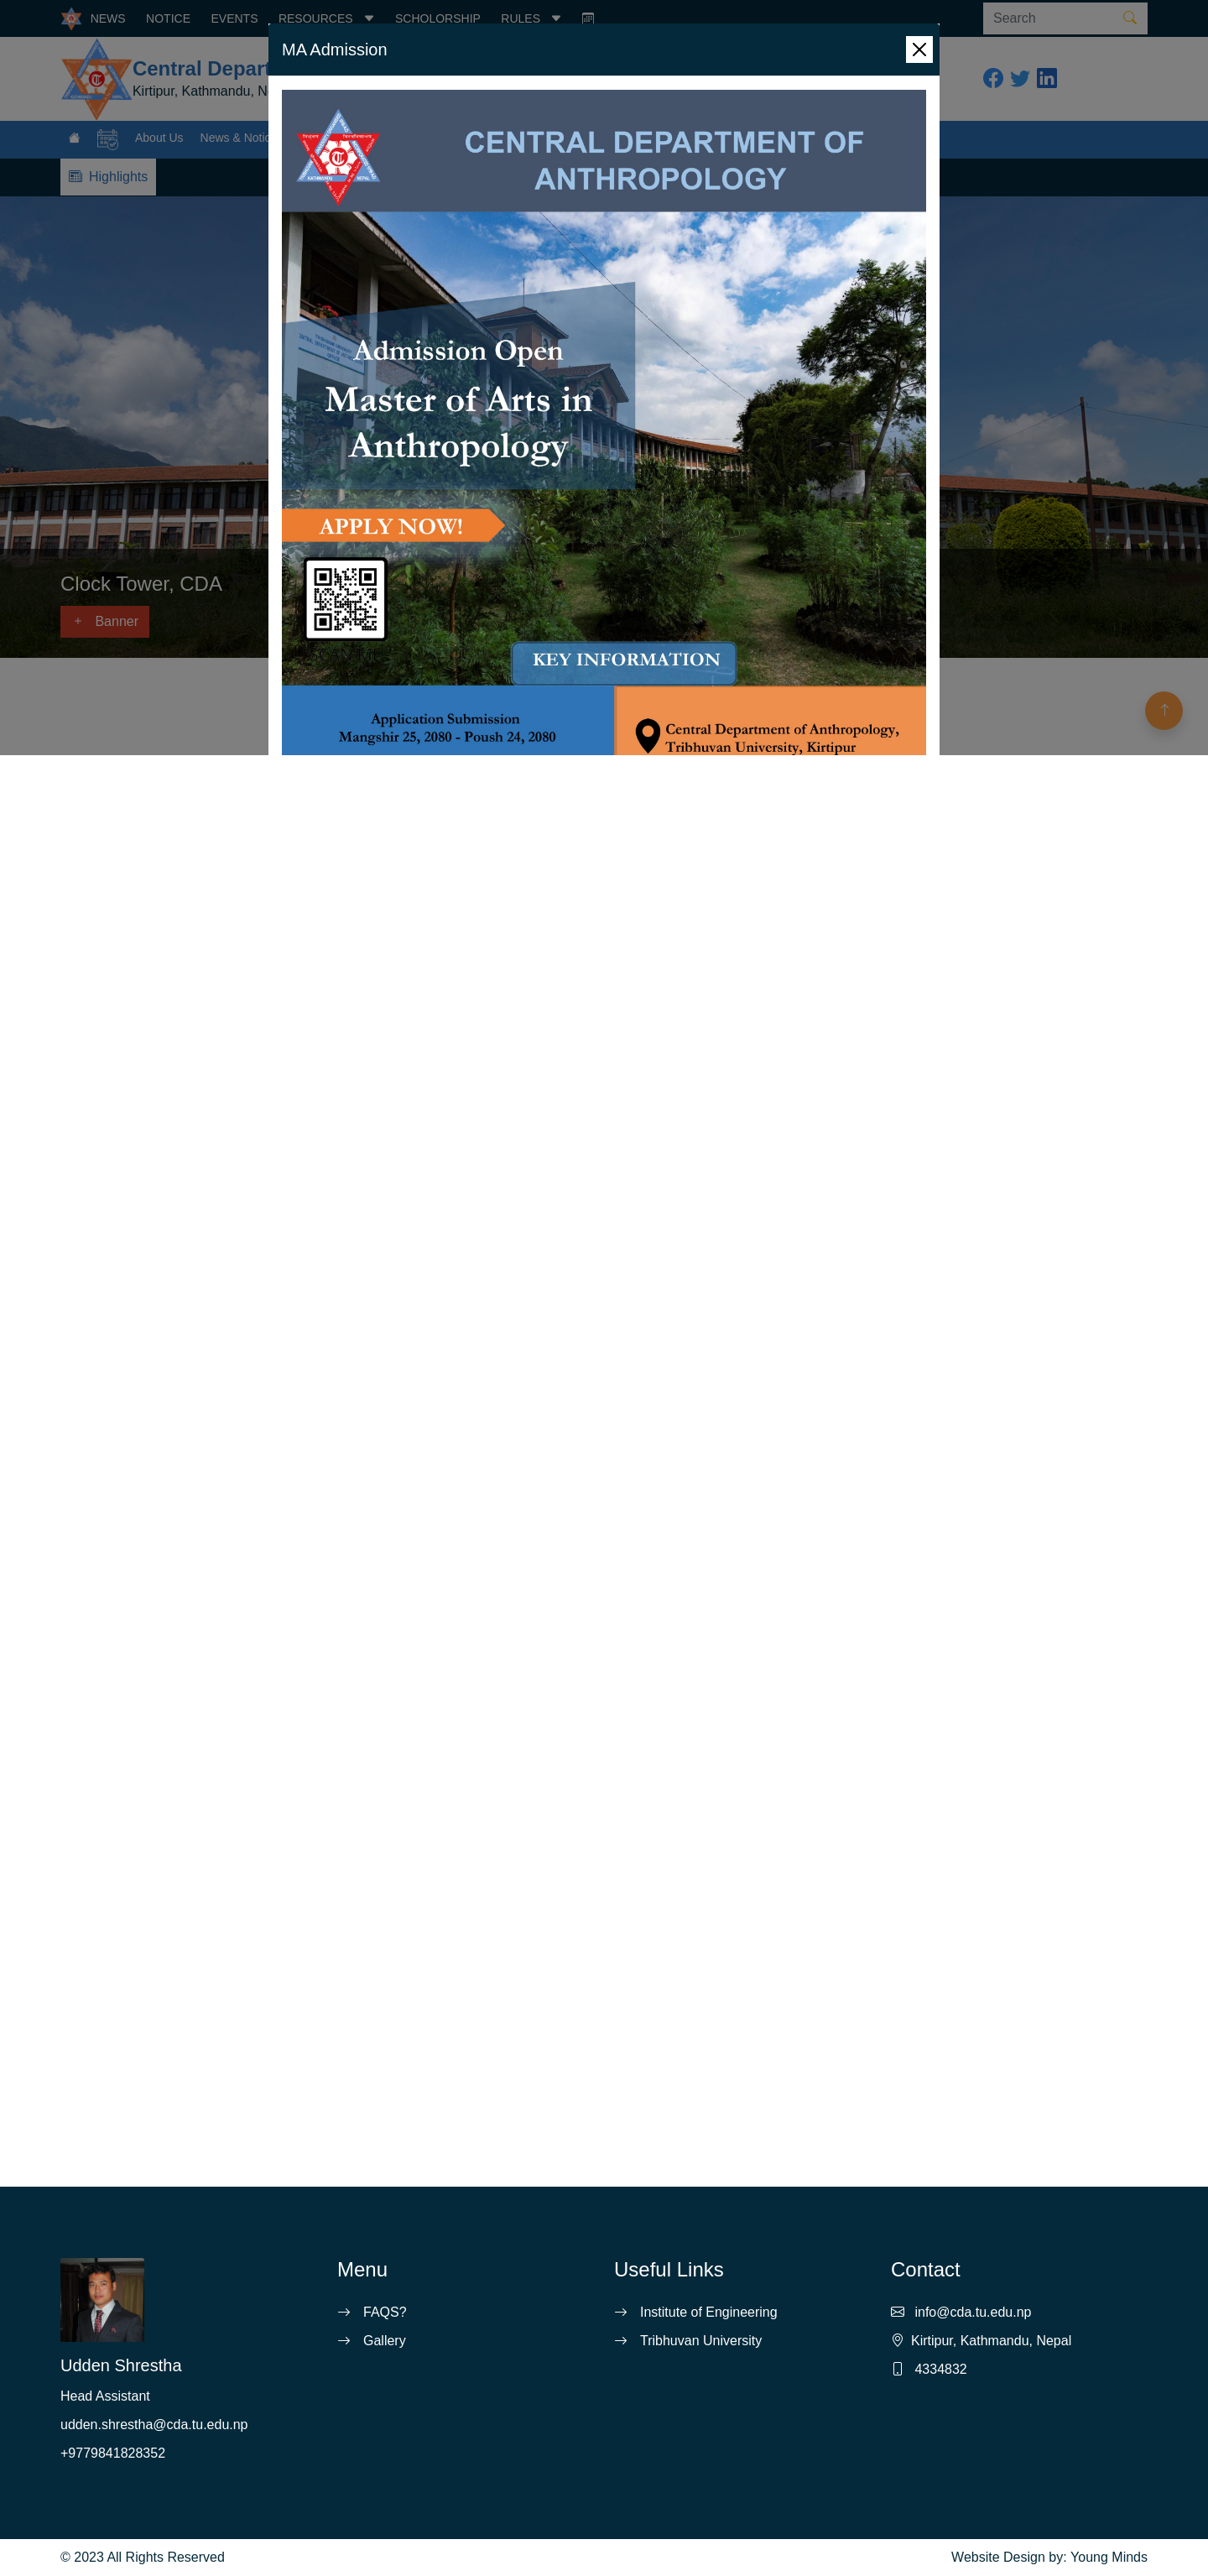 NEWS NOTICE EVENTS RESOURCES SCHOLORSHIP RULES Search
MA Admission
Central Depart
Kirtipur, Kathmandu, N
About Us News & Notic
Highlights
CENTRAL DEPARTMENT OF
ANTHROPOLOGY
Admission Open
Master of Arts in
Anthropology
APPLY NOW!
SCAN ME
KEY INFORMATION
Clock Tower, CDA
+ Banner
Application Submission
Mangshir 25, 2080 - Poush 24, 2080
Central Department of Anthropology,
Tribhuvan University, Kirtipur
Udden Shrestha
Head Assistant
udden.shrestha@cda.tu.edu.np
+9779841828352
Menu
FAQS?
Gallery
Useful Links
Institute of Engineering
Tribhuvan University
Contact
info@cda.tu.edu.np
Kirtipur, Kathmandu, Nepal
4334832
© 2023 All Rights Reserved
Website Design by: Young Minds